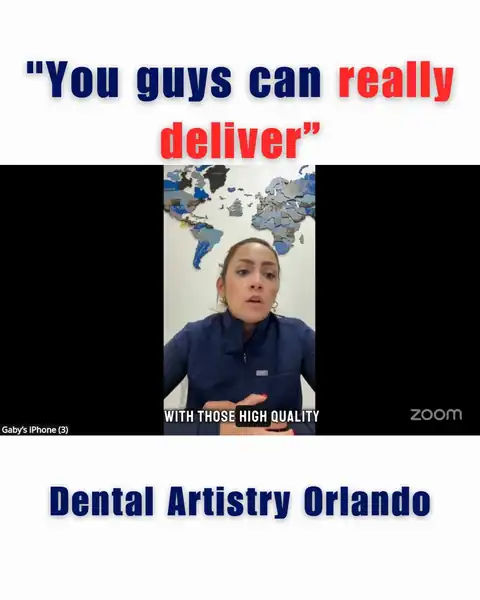 "You guys can really
deliver”
WITH THOSE HIGH QUALITY
zoom
Gaby's iPhone (3)
Dental Artistry Orlando